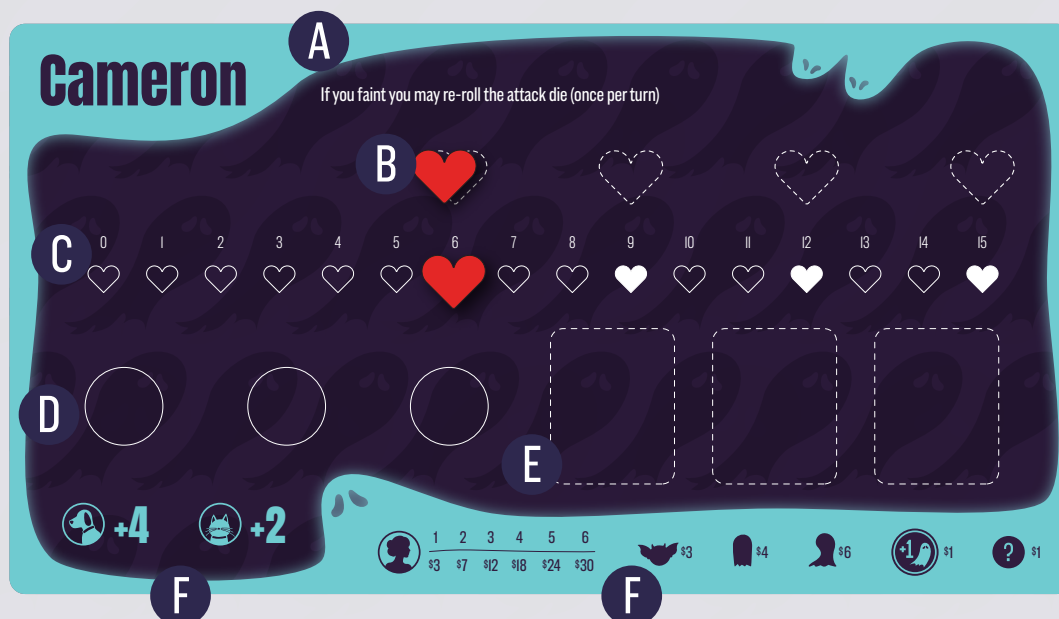 A
Cameron
If you faint you may re-roll the attack die (once per turn)
B
C
0 1 2 3 4 5 6 7 8 9 10 11 12 13 14 15
D
E
+4 +2
1 2 3 4 5 6
$3 $7 $12 $18 $24 $30
$3 $4 $6 +1 $1 ? $1
F F